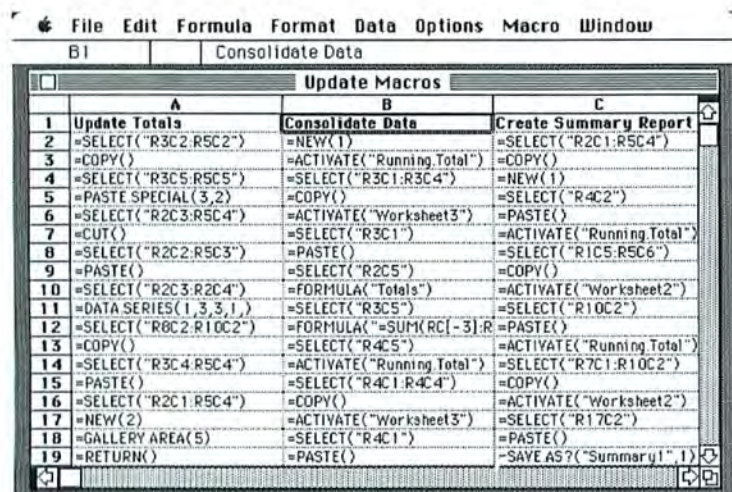 File Edit Formula Format Data Options Macro Window
B1 Consolidate Data
Update Macros
A B C
1 Update Totals Consolidate Data Create Summary Report
2 =SELECT("R3C2:R5C2") =NEW(1) =SELECT("R2C1:R5C4")
3 =COPY() =ACTIVATE("Running.Total") =COPY()
4 =SELECT("R3C5:R5C5") =SELECT("R3C1:R3C4") =NEW(1)
5 =PASTE.SPECIAL(3,2) =COPY() =SELECT("R4C2")
6 =SELECT("R2C3:R5C4") =ACTIVATE("Worksheet3") =PASTE()
7 =CUT() =SELECT("R3C1") =ACTIVATE("Running.Total")
8 =SELECT("R2C2:R5C3") =PASTE() =SELECT("R1C5:R5C6")
9 =PASTE() =SELECT("R2C5") =COPY()
10 =SELECT("R2C3:R2C4") =FORMULA("Totals") =ACTIVATE("Worksheet2")
11 =DATA.SERIES(1,3,3,1,) =SELECT("R3C5") =SELECT("R10C2")
12 =SELECT("R8C2:R10C2") =FORMULA("=SUM(RC[-3]:R =PASTE()
13 =COPY() =SELECT("R4C5") =ACTIVATE("Running.Total")
14 =SELECT("R3C4:R5C4") =ACTIVATE("Running.Total") =SELECT("R7C1:R10C2")
15 =PASTE() =SELECT("R4C1:R4C4") =COPY()
16 =SELECT("R2C1:R5C4") =COPY() =ACTIVATE("Worksheet2")
17 =NEW(2) =ACTIVATE("Worksheet3") =SELECT("R17C2")
18 =GALLERY.AREA(5) =SELECT("R4C1") =PASTE()
19 =RETURN() =PASTE() =SAVE.AS?("Summary1",1)